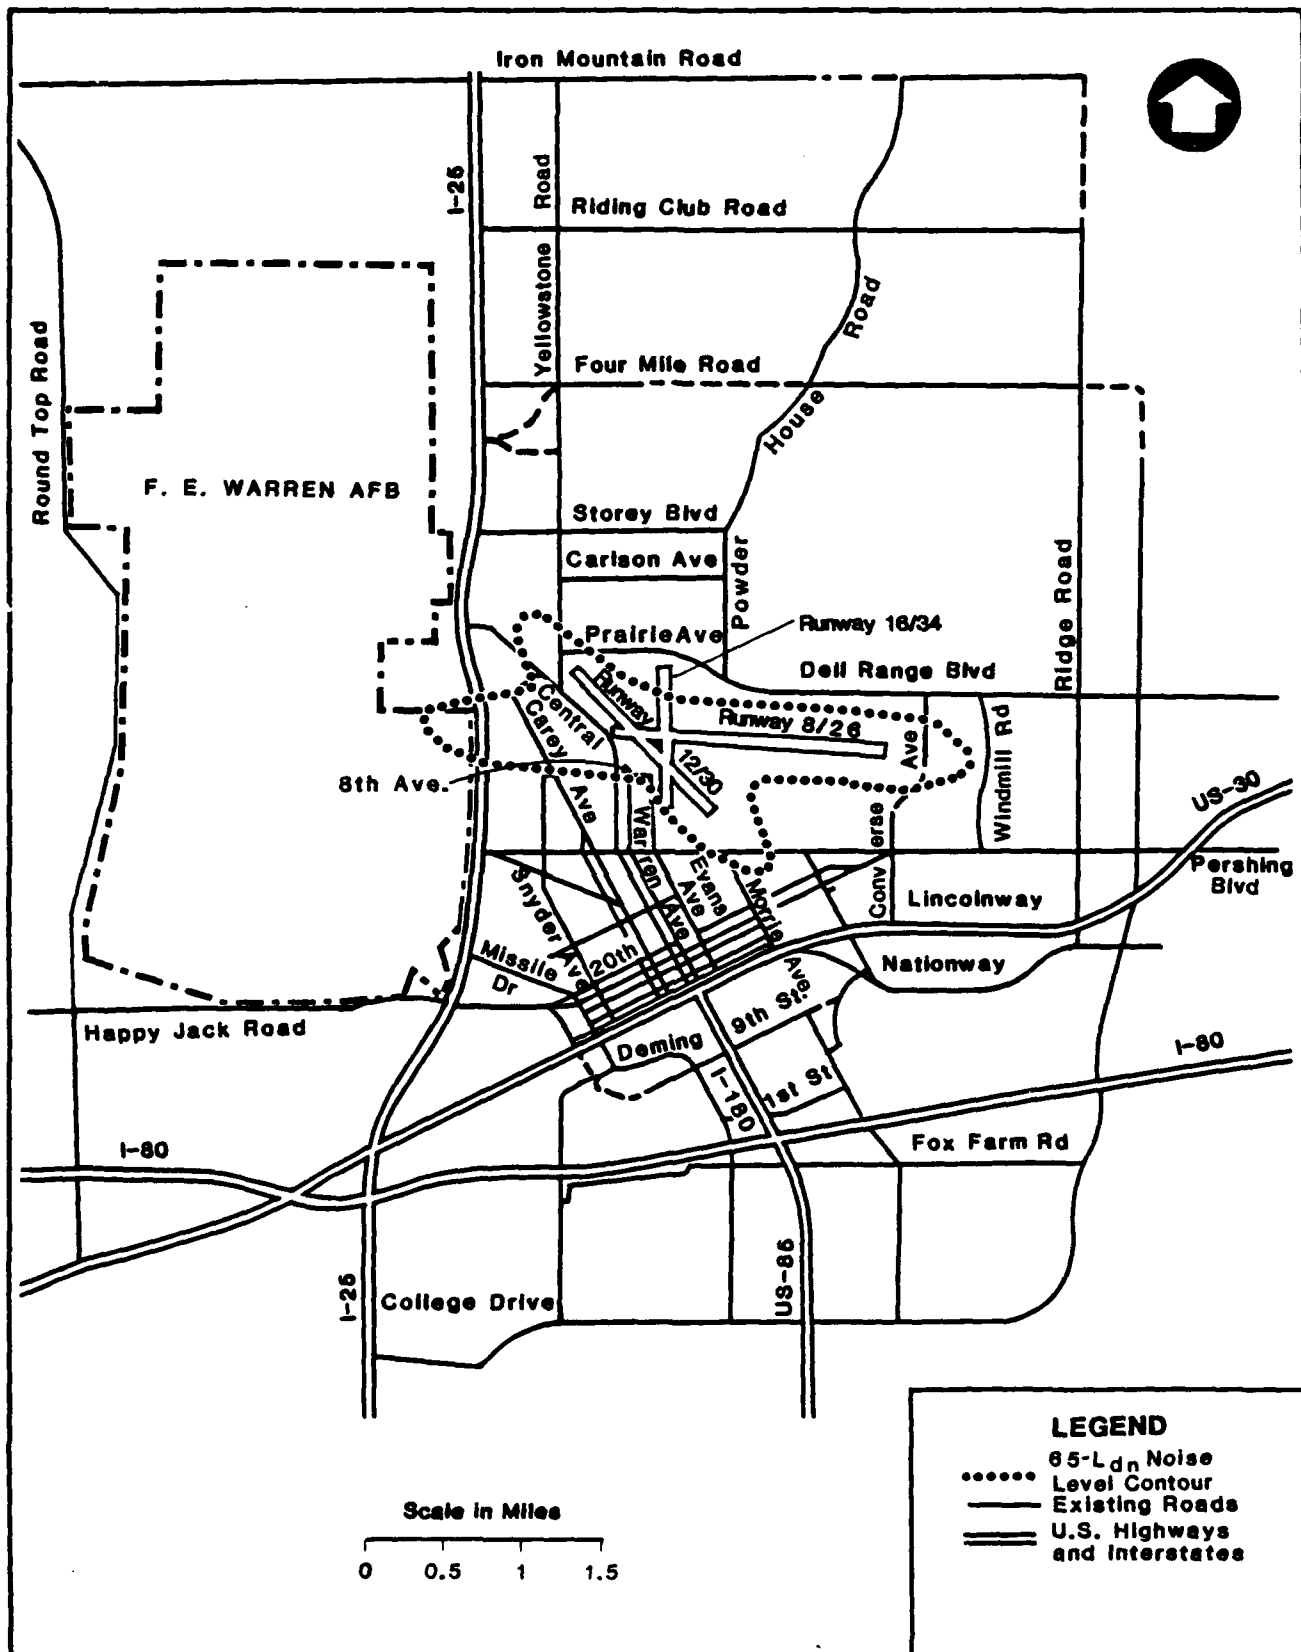 Iron Mountain Road
I-25
Yellowstone Road
Riding Club Road
Round Top Road
Four Mile Road
Powder House Road
F. E. WARREN AFB
Storey Blvd
Carlson Ave
Ridge Road
Runway 16/34
Prairie Ave
Dell Range Blvd
Runway 12/30
Central
Carey Ave
Runway 8/26
Windmill Rd
8th Ave.
US-30
Warren Ave
Converse Ave
Evans Ave
Morrie Ave
Pershing
Blvd
Snyder Ave
Lincolnway
Missile
Dr
20th
Nationway
Happy Jack Road
9th St.
Deming
I-80
1st St
I-180
I-80
Fox Farm Rd
I-25
College Drive
US-85
LEGEND
65-Ldn Noise
Level Contour
Existing Roads
U.S. Highways
and Interstates
Scale in Miles
0 0.5 1 1.5